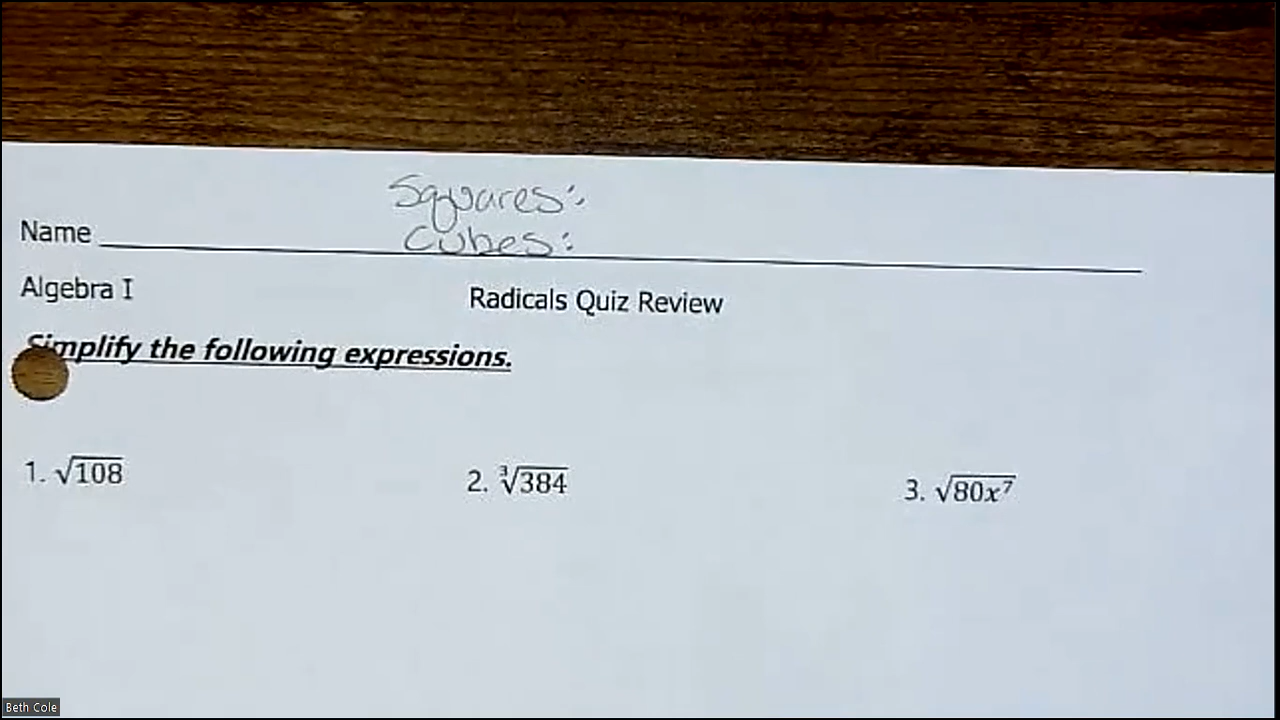 Squares:
Cubes:
Name
Algebra I
Radicals Quiz Review
Simplify the following expressions.
1. √108
2. ∛384
3. √80x⁷
Beth Cole